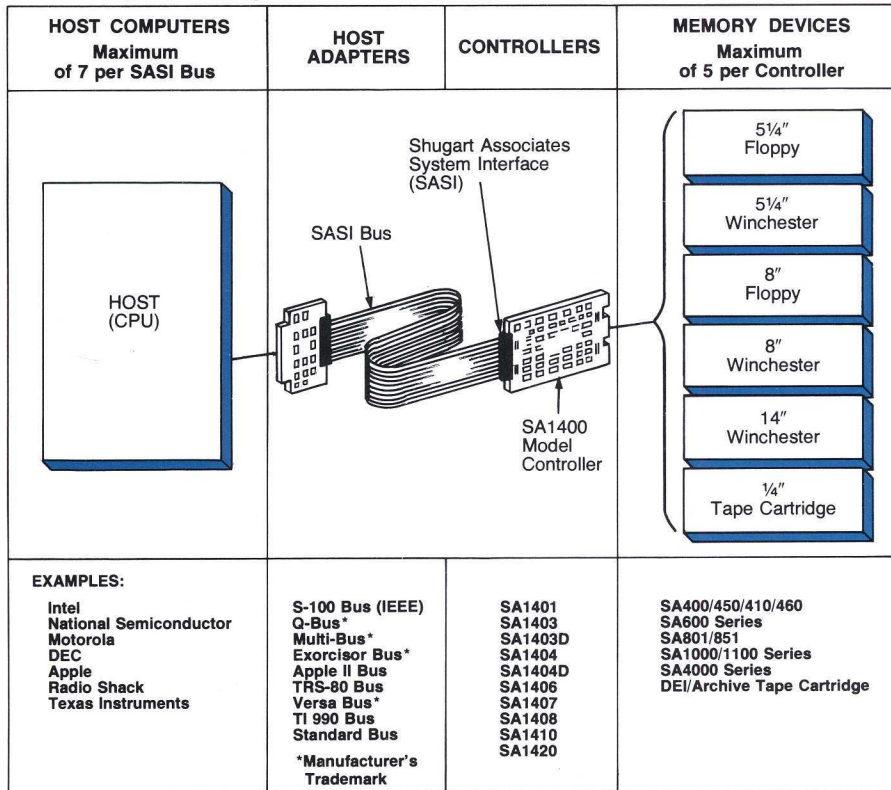 HOST COMPUTERS
Maximum
of 7 per SASI Bus
HOST
ADAPTERS
CONTROLLERS
MEMORY DEVICES
Maximum
of 5 per Controller
HOST
(CPU)
SASI Bus
Shugart Associates
System Interface
(SASI)
SA1400
Model
Controller
5¼″
Floppy
5¼″
Winchester
8″
Floppy
8″
Winchester
14″
Winchester
¼″
Tape Cartridge
EXAMPLES:
Intel
National Semiconductor
Motorola
DEC
Apple
Radio Shack
Texas Instruments
S-100 Bus (IEEE)
Q-Bus*
Multi-Bus*
Exorcisor Bus*
Apple II Bus
TRS-80 Bus
Versa Bus*
TI 990 Bus
Standard Bus
*Manufacturer's
Trademark
SA1401
SA1403
SA1403D
SA1404
SA1404D
SA1406
SA1407
SA1408
SA1410
SA1420
SA400/450/410/460
SA600 Series
SA801/851
SA1000/1100 Series
SA4000 Series
DEI/Archive Tape Cartridge